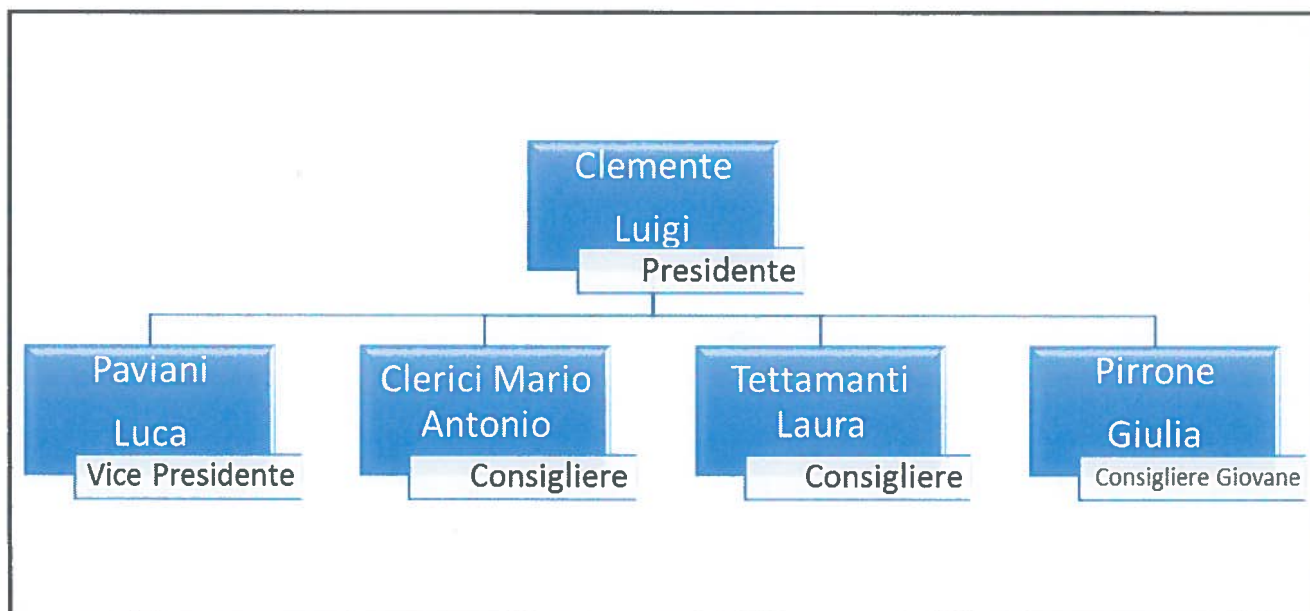 Clemente
Luigi
Presidente
Paviani
Luca
Vice Presidente
Clerici Mario
Antonio
Consigliere
Tettamanti
Laura
Consigliere
Pirrone
Giulia
Consigliere Giovane